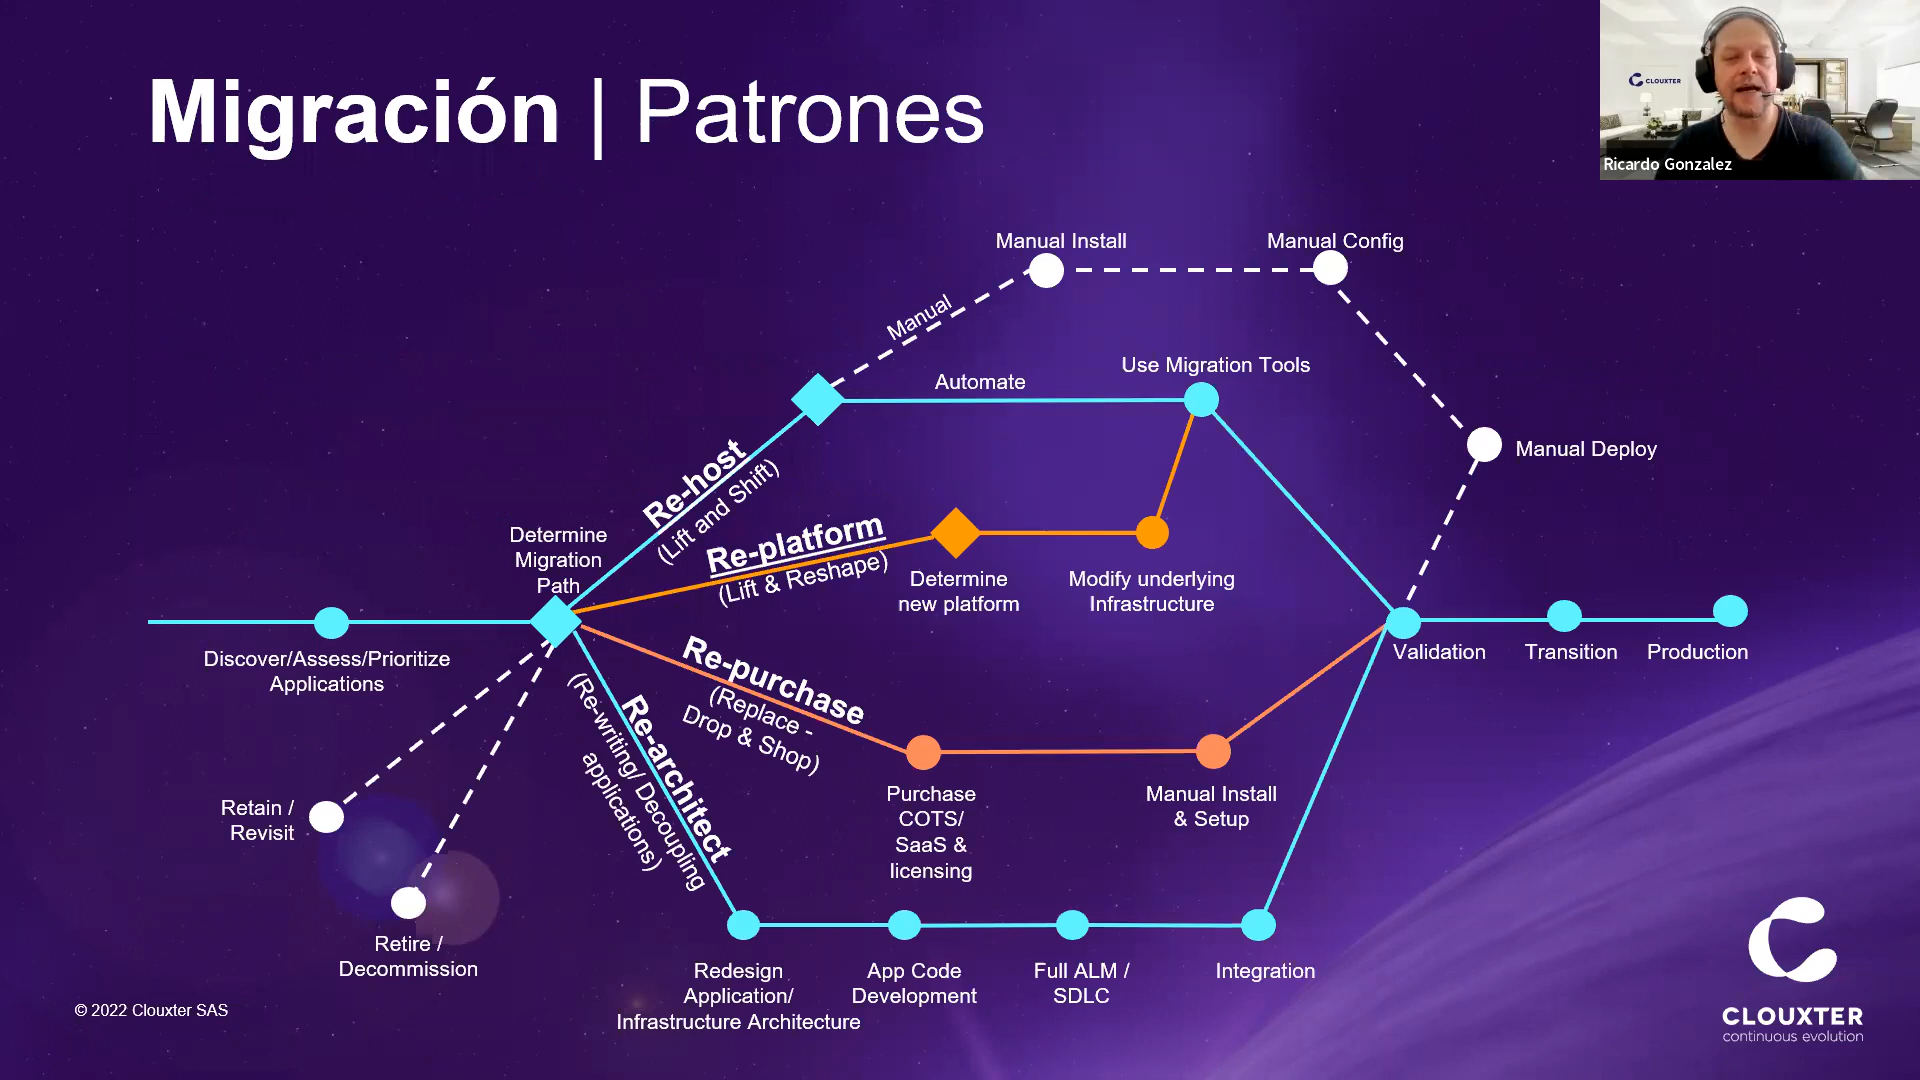 Migración | Patrones
CLOUXTER
Ricardo Gonzalez
Manual Install
Manual Config
Manual
Use Migration Tools
Automate
Manual Deploy
Re-host
(Lift and Shift)
Determine
Migration
Path
Re-platform
(Lift & Reshape)
Determine
new platform
Modify underlying
Infrastructure
Discover/Assess/Prioritize
Applications
Validation
Transition
Production
Re-purchase
(Replace -
Drop & Shop)
Re-architect
(Re-writing/ Decoupling
applications)
Purchase
COTS/
SaaS &
licensing
Manual Install
& Setup
Retain /
Revisit
Retire /
Decommission
Redesign
Application/
Infrastructure Architecture
App Code
Development
Full ALM /
SDLC
Integration
© 2022 Clouxter SAS
CLOUXTER
continuous evolution